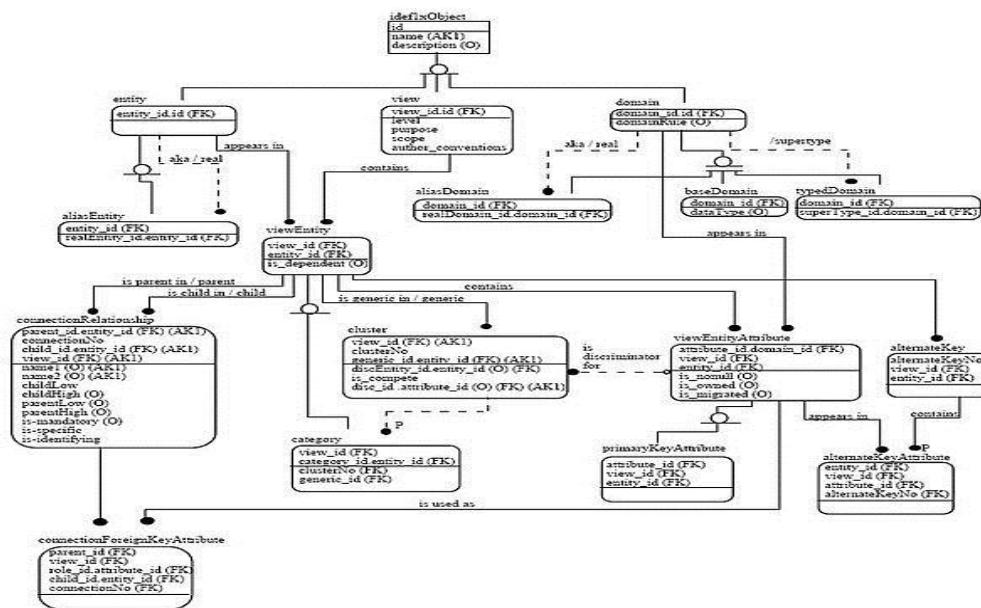 idef1xObject
id
name (AK1)
description (O)
entity
entity_id.id (FK)
view
view_id.id (FK)
level
purpose
scope
author_conventions
domain
domain_id.id (FK)
domainRule (O)
appears in
aka / real
contains
aka / real
/supertype
aliasEntity
entity_id (FK)
realEntity_id.entity_id (FK)
viewEntity
view_id (FK)
entity_id (FK)
is_dependent (O)
aliasDomain
domain_id (FK)
realDomain_id.domain_id (FK)
baseDomain
domain_id (FK)
dataType (O)
typedDomain
domain_id (FK)
superType_id.domain_id (FK)
appears in
is parent in / parent
is child in / child
is generic in / generic
contains
connectionRelationship
parent_id.entity_id (FK) (AK1)
connectionNo
child_id.entity_id (FK) (AK1)
view_id (FK) (AK1)
name1 (O) (AK1)
name2 (O) (AK1)
childLow
childHigh (O)
parentLow (O)
parentHigh (O)
is-mandatory (O)
is-specific
is-identifying
cluster
view_id (FK) (AK1)
clusterNo
generic_id.entity_id (FK) (AK1)
discEntity_id.entity_id (O) (FK)
is_compete
disc_id..attribute_id (O) (FK) (AK1)
is
discriminator
for
viewEntityAttribute
attribute_id.domain_id (FK)
view_id (FK)
entity_id (FK)
is_nonull (O)
is_owned (O)
is_migrated (O)
alternateKey
alternateKeyNo
view_id (FK)
entity_id (FK)
P
category
view_id (FK)
category_id.entity_id (FK)
clusterNo (FK)
generic_id (FK)
primaryKeyAttribute
attribute_id (FK)
view_id (FK)
entity_id (FK)
appears in
contains
P
alternateKeyAttribute
entity_id (FK)
view_id (FK)
attribute_id (FK)
alternateKeyNo (FK)
is used as
connectionForeignKeyAttribute
parent_id (FK)
view_id (FK)
role_id.attribute_id (FK)
child_id.entity_id (FK)
connectionNo (FK)